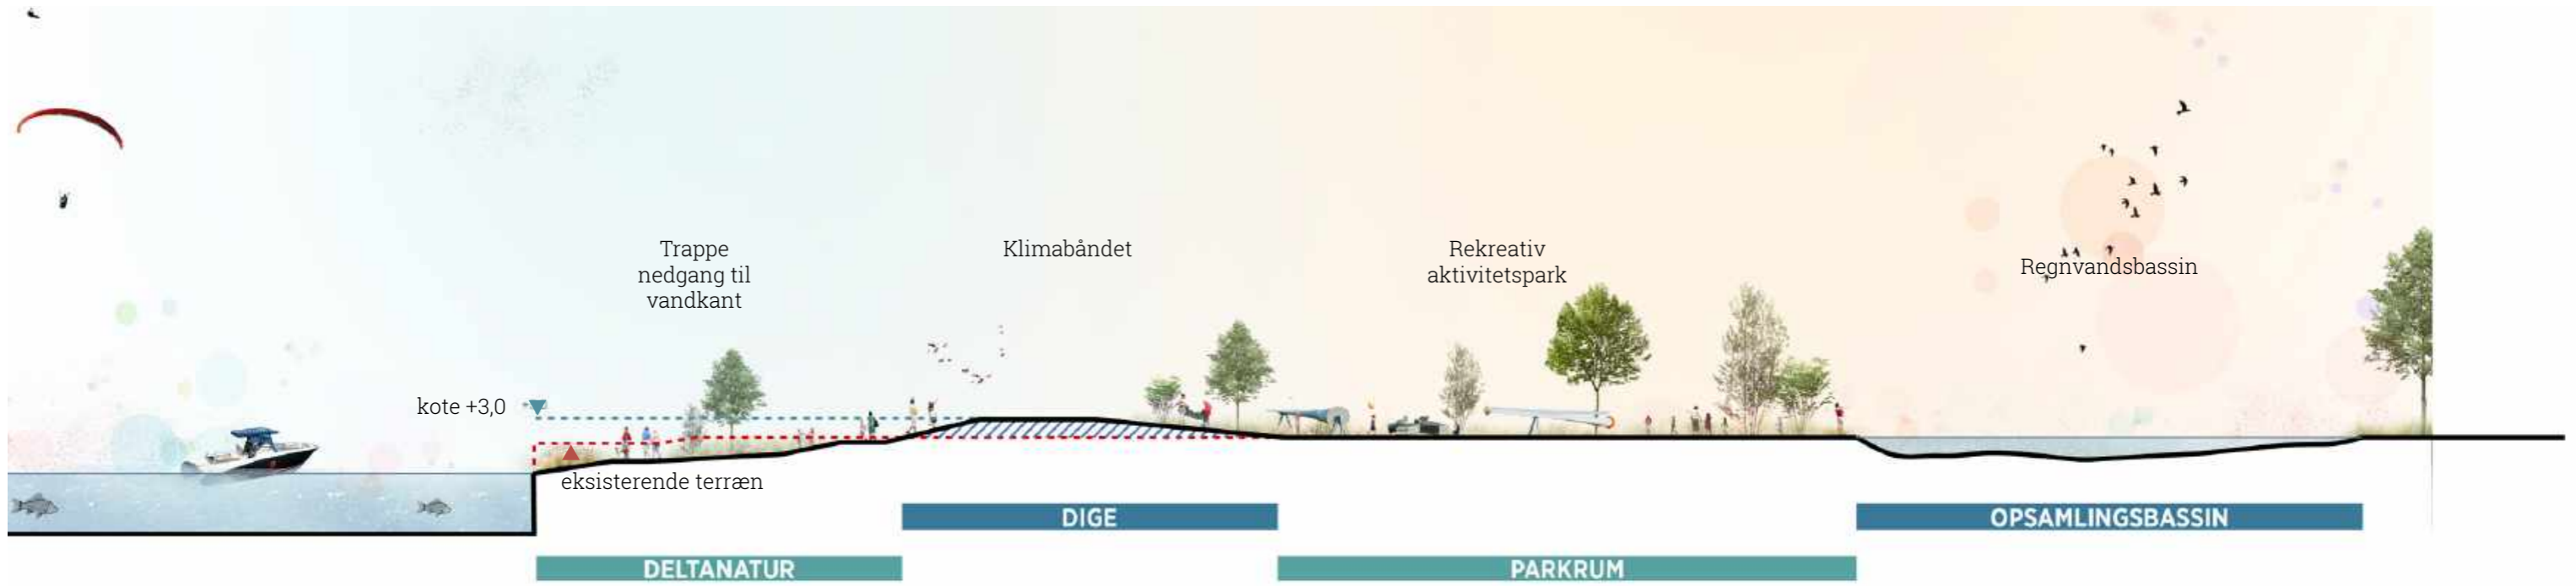 Trappe
nedgang til
vandkant
Klimabåndet
Rekreativ
aktivitetspark
Regnvandsbassin
kote +3,0
eksisterende terræn
DIGE
OPSAMLINGSBASSIN
DELTANATUR
PARKRUM